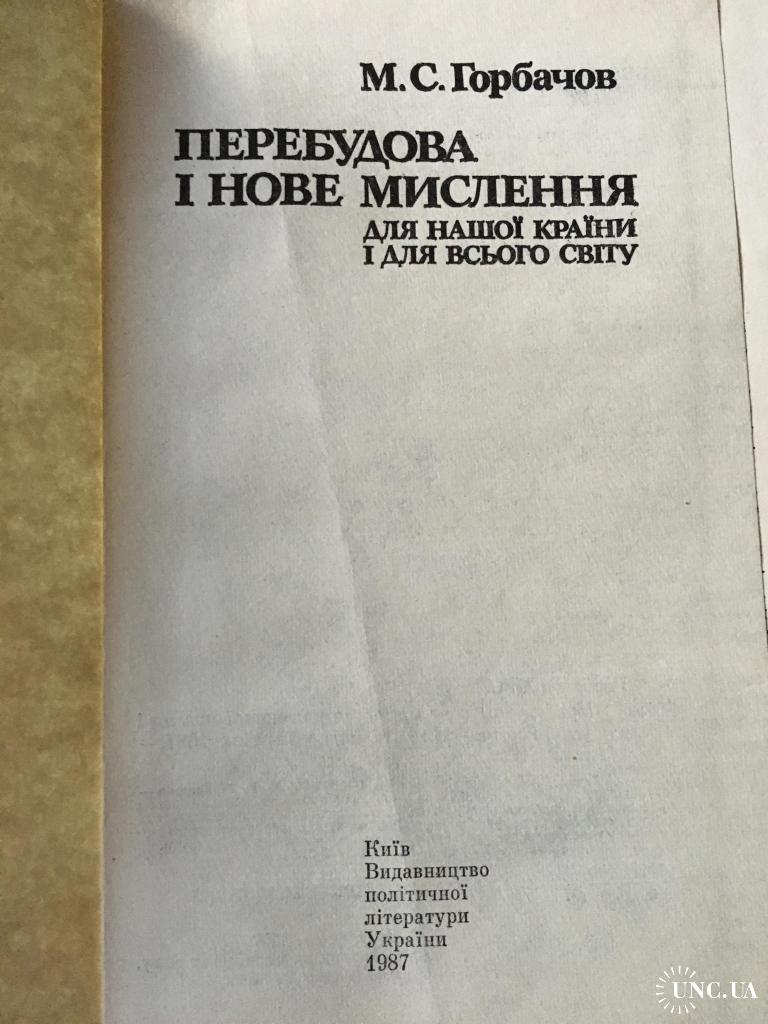 М. С. Горбачов
ПЕРЕБУДОВА
І НОВЕ МИСЛЕННЯ
ДЛЯ НАШОЇ КРАЇНИ
І ДЛЯ ВСЬОГО СВІТУ
Київ
Видавництво
політичної
літератури
України
1987
UNC.UA